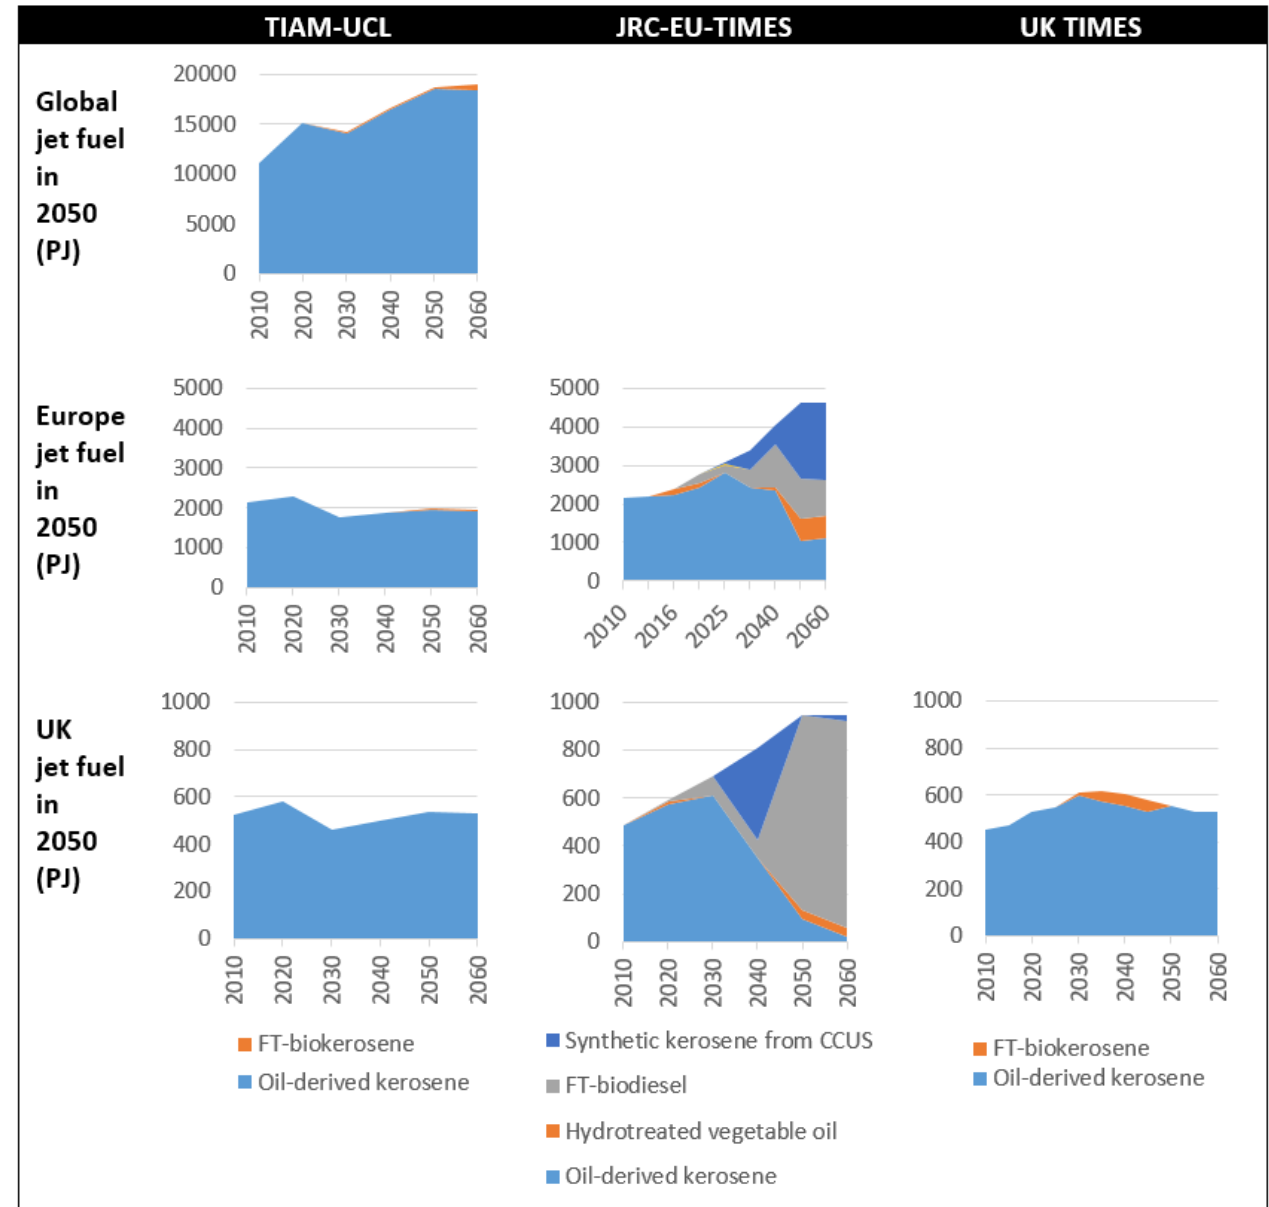 TIAM-UCL JRC-EU-TIMES UK TIMES
Global
jet fuel
in
2050
(PJ)
20000
15000
10000
5000
0
2010 2020 2030 2040 2050 2060
Europe
jet fuel
in
2050
(PJ)
5000
4000
3000
2000
1000
0
2010 2020 2030 2040 2050 2060
5000
4000
3000
2000
1000
0
2010 2016 2025 2040 2060
UK
jet fuel
in
2050
(PJ)
1000
800
600
400
200
0
2010 2020 2030 2040 2050 2060
FT-biokerosene
Oil-derived kerosene
1000
800
600
400
200
0
2010 2020 2030 2040 2050 2060
Synthetic kerosene from CCUS
FT-biodiesel
Hydrotreated vegetable oil
Oil-derived kerosene
1000
800
600
400
200
0
2010 2020 2030 2040 2050 2060
FT-biokerosene
Oil-derived kerosene